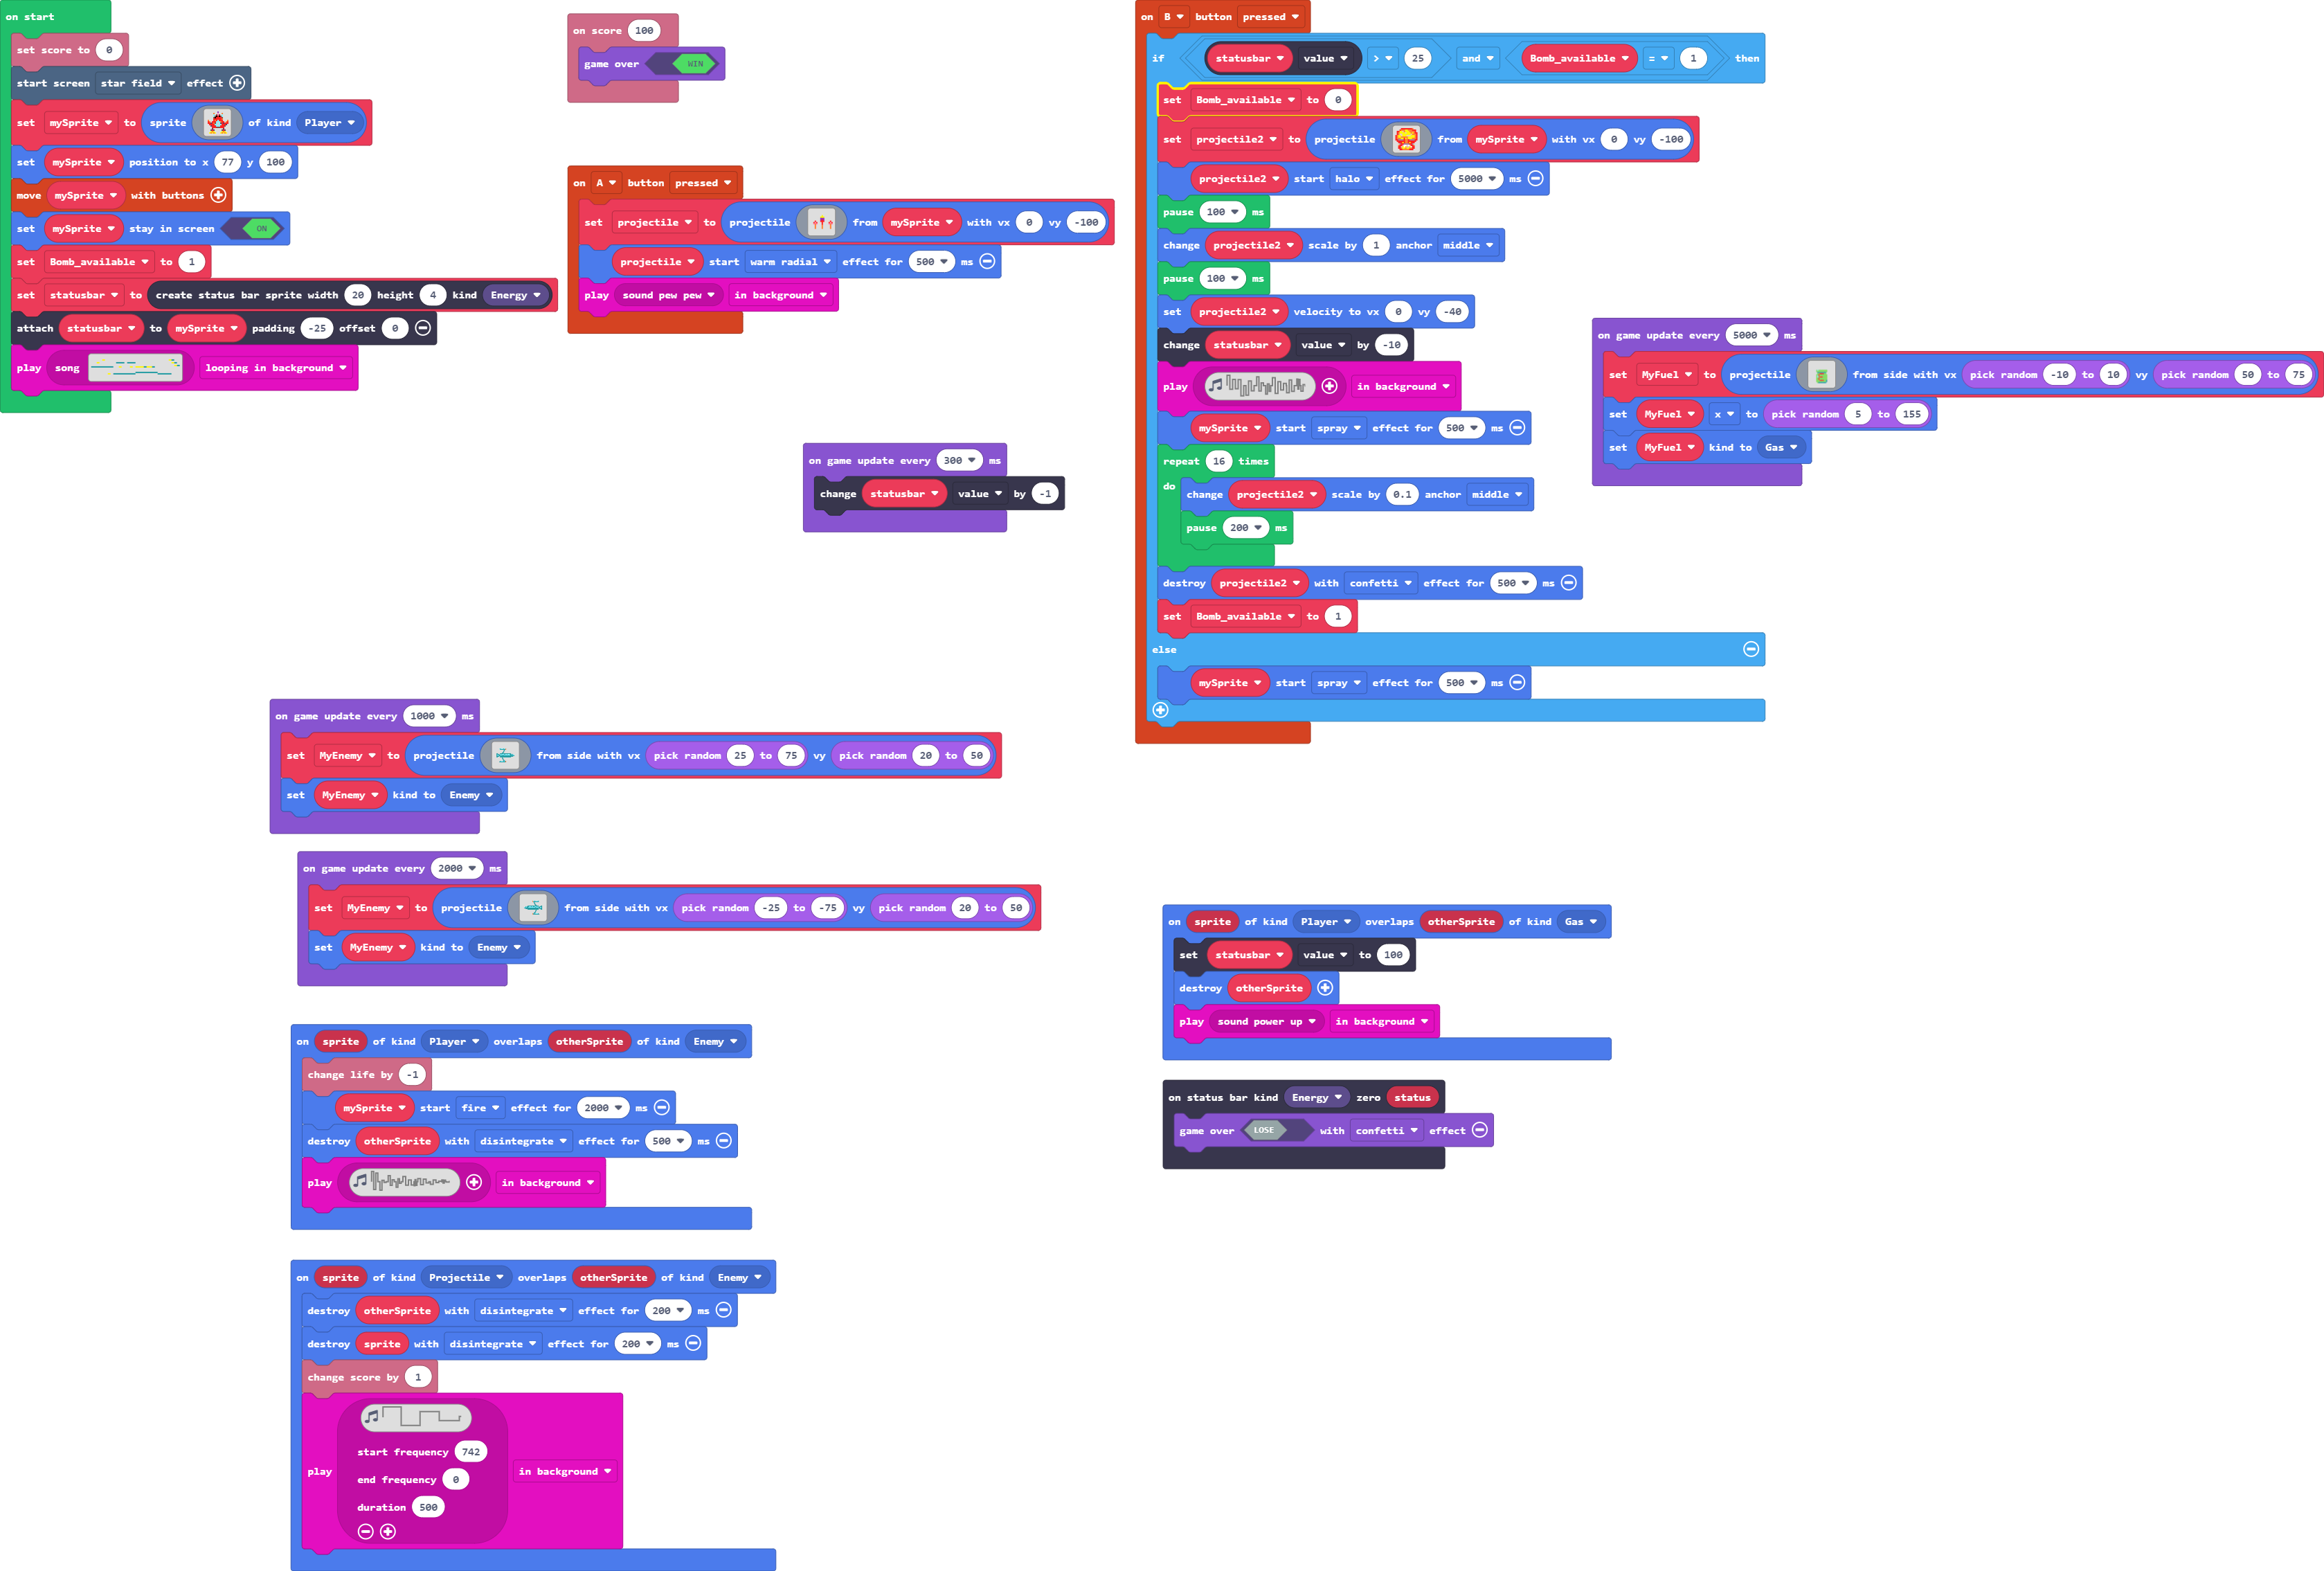 on start
set score to 0
start screen star field effect
set mySprite to sprite of kind Player
set mySprite position to x 77 y 100
move mySprite with buttons
set mySprite stay in screen ON
set Bomb_available to 1
set statusbar to create status bar sprite width 20 height 4 kind Energy
attach statusbar to mySprite padding -25 offset 0
play song looping in background
on score 100
game over WIN
on A button pressed
set projectile to projectile from mySprite with vx 0 vy -100
projectile start warm radial effect for 500 ms
play sound pew pew in background
on game update every 300 ms
change statusbar value by -1
on B button pressed
if statusbar value > 25 and Bomb_available = 1 then
set Bomb_available to 0
set projectile2 to projectile from mySprite with vx 0 vy -100
projectile2 start halo effect for 5000 ms
pause 100 ms
change projectile2 scale by 1 anchor middle
pause 100 ms
set projectile2 velocity to vx 0 vy -40
change statusbar value by -10
play in background
mySprite start spray effect for 500 ms
repeat 16 times
do
change projectile2 scale by 0.1 anchor middle
pause 200 ms
destroy projectile2 with confetti effect for 500 ms
set Bomb_available to 1
else
mySprite start spray effect for 500 ms
on game update every 5000 ms
set MyFuel to projectile from side with vx pick random -10 to 10 vy pick random 50 to 75
set MyFuel x to pick random 5 to 155
set MyFuel kind to Gas
on game update every 1000 ms
set MyEnemy to projectile from side with vx pick random 25 to 75 vy pick random 20 to 50
set MyEnemy kind to Enemy
on game update every 2000 ms
set MyEnemy to projectile from side with vx pick random -25 to -75 vy pick random 20 to 50
set MyEnemy kind to Enemy
on sprite of kind Player overlaps otherSprite of kind Enemy
change life by -1
mySprite start fire effect for 2000 ms
destroy otherSprite with disintegrate effect for 500 ms
play in background
on sprite of kind Projectile overlaps otherSprite of kind Enemy
destroy otherSprite with disintegrate effect for 200 ms
destroy sprite with disintegrate effect for 200 ms
change score by 1
start frequency 742
end frequency 0
play in background
duration 500
on sprite of kind Player overlaps otherSprite of kind Gas
set statusbar value to 100
destroy otherSprite
play sound power up in background
on status bar kind Energy zero status
game over LOSE with confetti effect